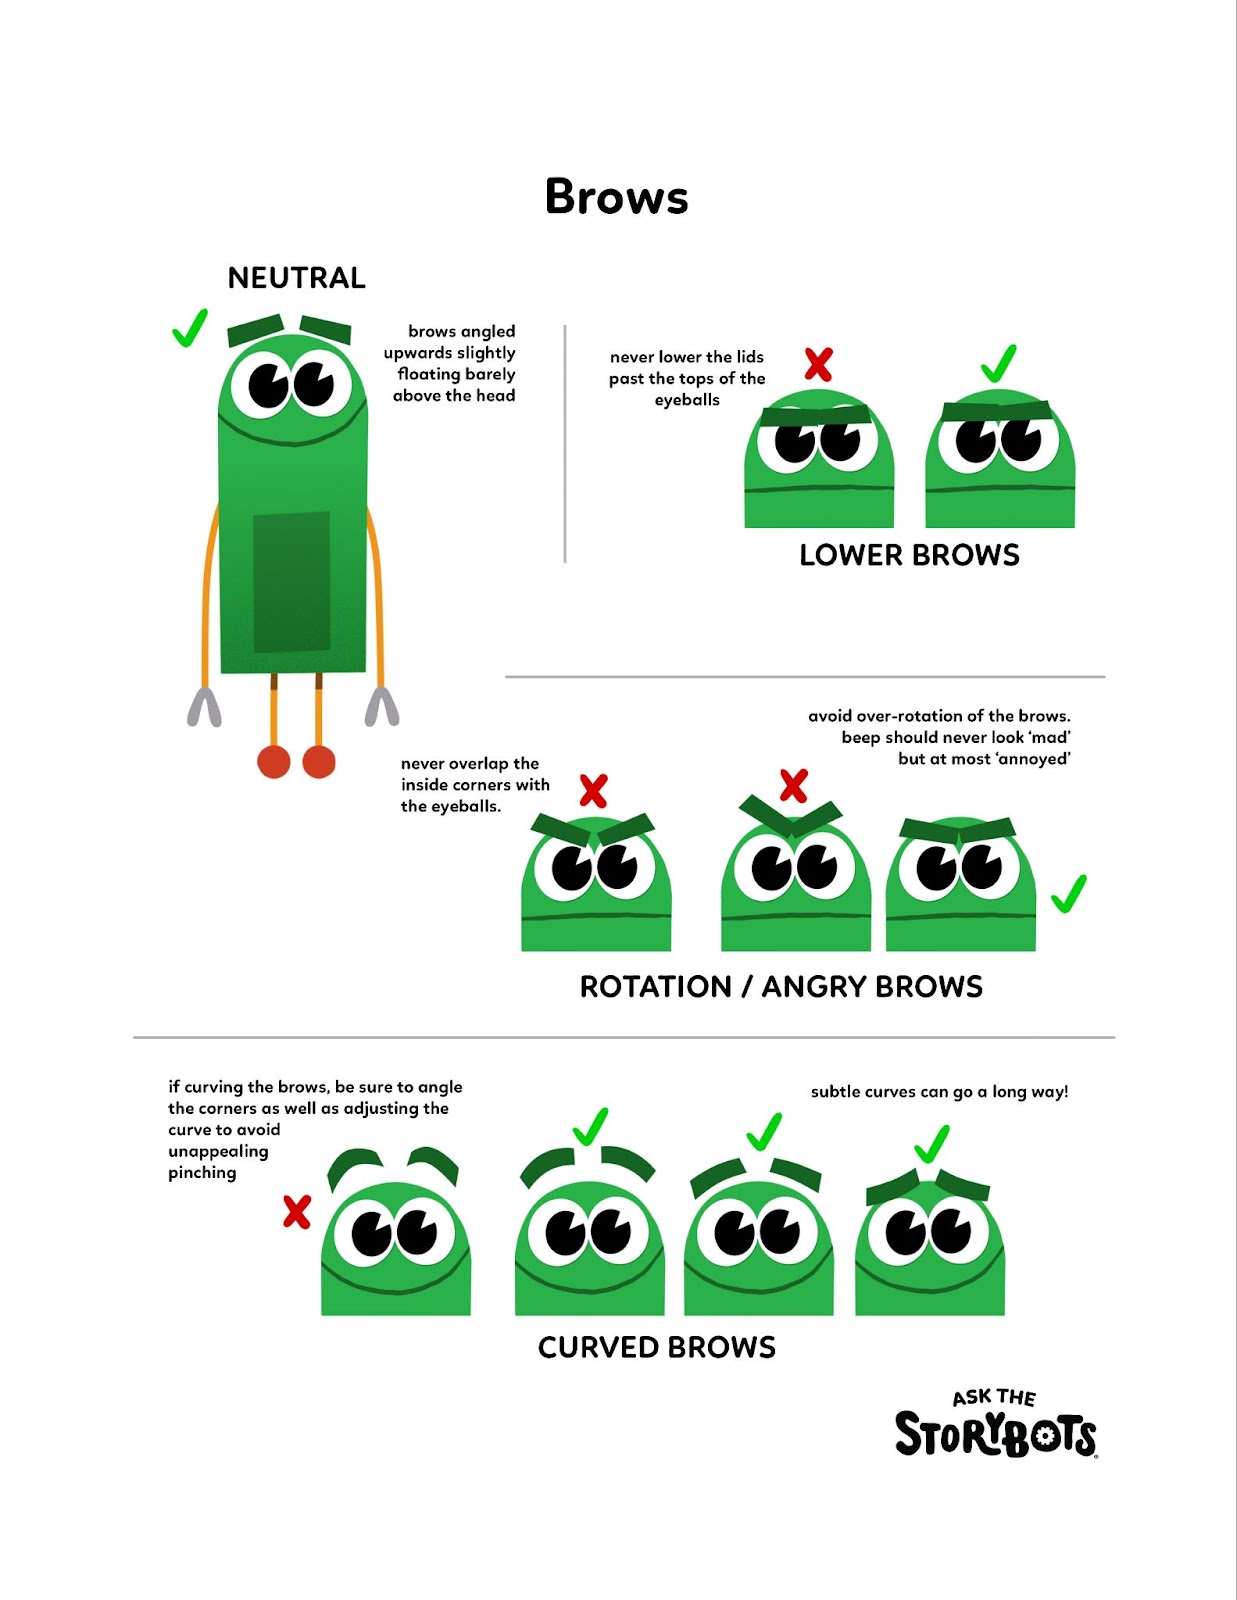 Brows
NEUTRAL
brows angled
upwards slightly
floating barely
above the head
never lower the lids
past the tops of the
eyeballs
LOWER BROWS
avoid over-rotation of the brows.
beep should never look ‘mad’
but at most ‘annoyed’
never overlap the
inside corners with
the eyeballs.
ROTATION / ANGRY BROWS
if curving the brows, be sure to angle
the corners as well as adjusting the
curve to avoid
unappealing
pinching
subtle curves can go a long way!
CURVED BROWS
ASK THE
STORYBOTS